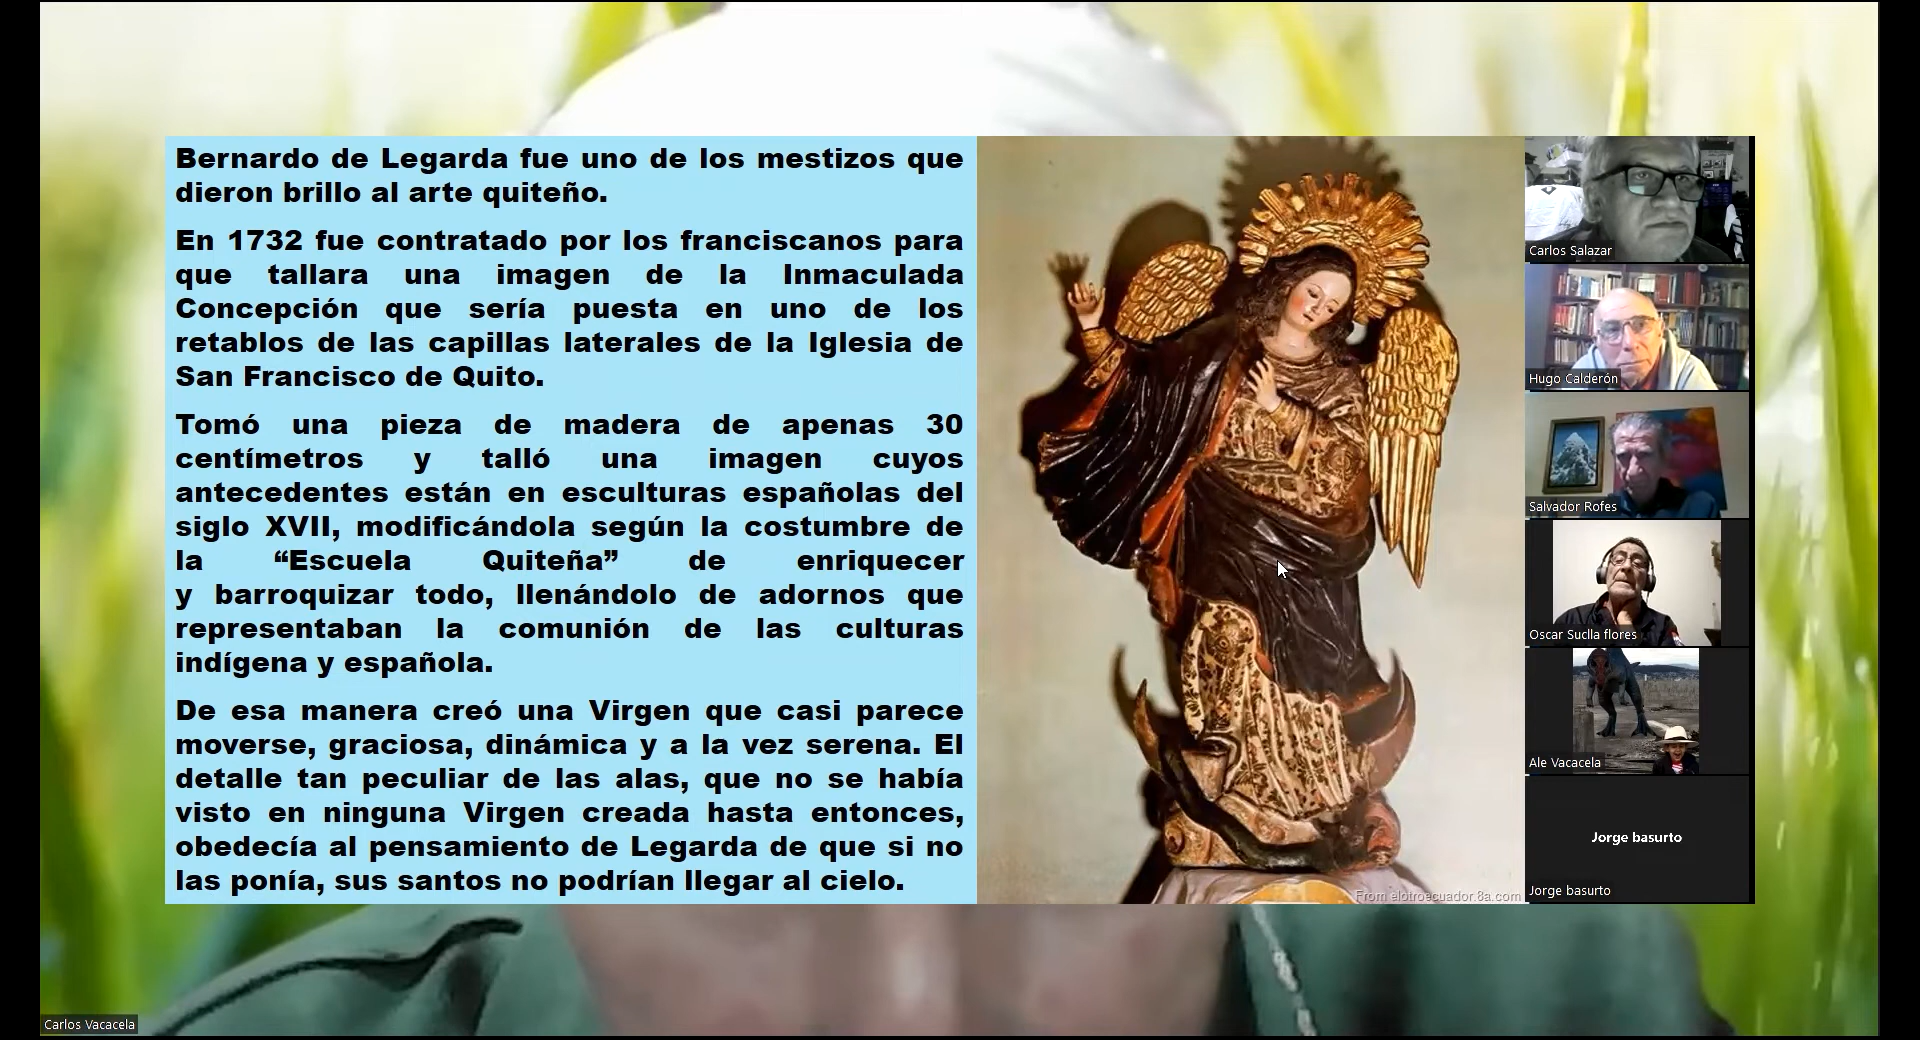 Bernardo de Legarda fue uno de los mestizos que
dieron brillo al arte quiteño.
En 1732 fue contratado por los franciscanos para
que tallara una imagen de la Inmaculada
Concepción que sería puesta en uno de los
retablos de las capillas laterales de la Iglesia de
San Francisco de Quito.
Tomó una pieza de madera de apenas 30
centímetros y talló una imagen cuyos
antecedentes están en esculturas españolas del
siglo XVII, modificándola según la costumbre de
la “Escuela Quiteña” de enriquecer
y barroquizar todo, llenándolo de adornos que
representaban la comunión de las culturas
indígena y española.
De esa manera creó una Virgen que casi parece
moverse, graciosa, dinámica y a la vez serena. El
detalle tan peculiar de las alas, que no se había
visto en ninguna Virgen creada hasta entonces,
obedecía al pensamiento de Legarda de que si no
las ponía, sus santos no podrían llegar al cielo.
From elotroecuador.8a.com
Carlos Salazar
Hugo Calderón
Salvador Rofes
Oscar Suclla flores
Ale Vacacela
Jorge basurto
Jorge basurto
Carlos Vacacela